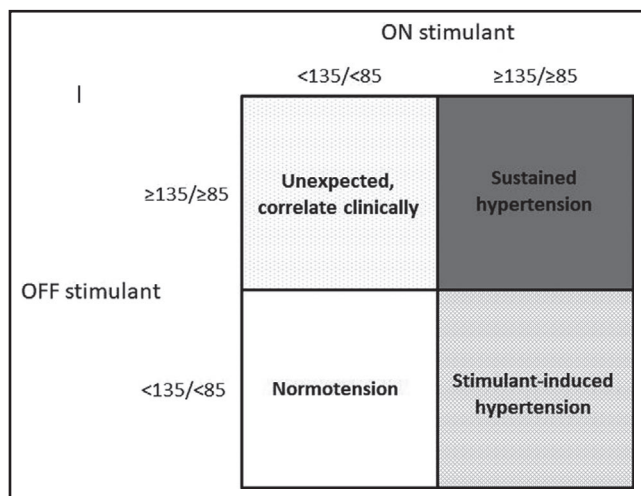 ON stimulant
<135/<85
≥135/≥85
|
≥135/≥85
Unexpected,
correlate clinically
Sustained
hypertension
OFF stimulant
<135/<85
Normotension
Stimulant-induced
hypertension